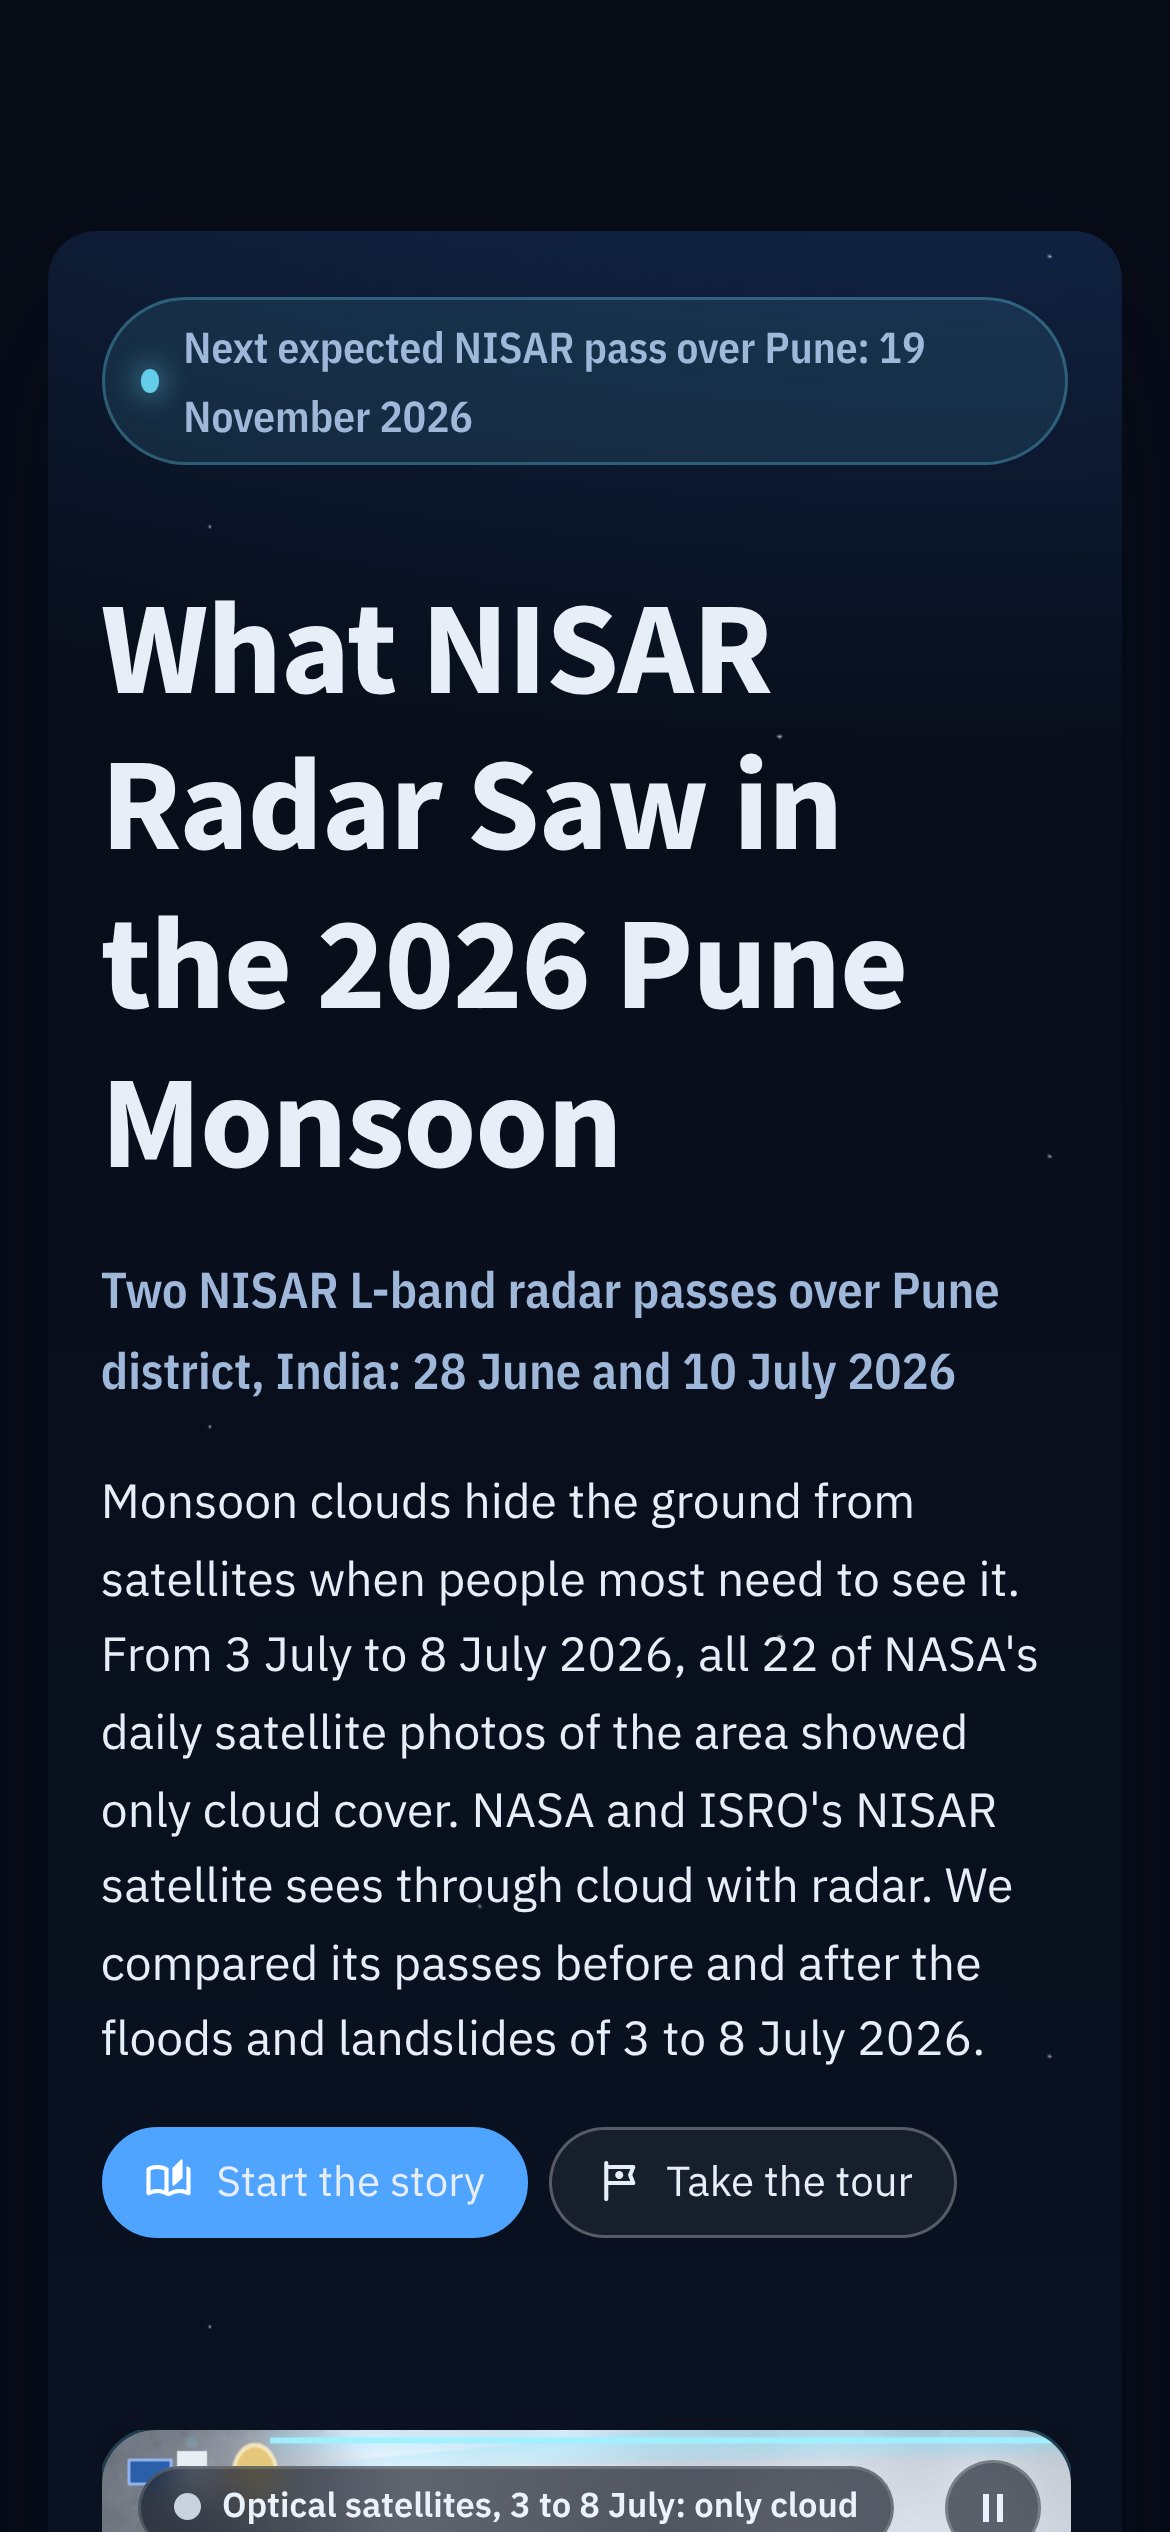 Next expected NISAR pass over Pune: 19
November 2026
What NISAR
Radar Saw in
the 2026 Pune
Monsoon
Two NISAR L-band radar passes over Pune
district, India: 28 June and 10 July 2026
Monsoon clouds hide the ground from
satellites when people most need to see it.
From 3 July to 8 July 2026, all 22 of NASA's
daily satellite photos of the area showed
only cloud cover. NASA and ISRO's NISAR
satellite sees through cloud with radar. We
compared its passes before and after the
floods and landslides of 3 to 8 July 2026.
Start the story
Take the tour
Optical satellites, 3 to 8 July: only cloud